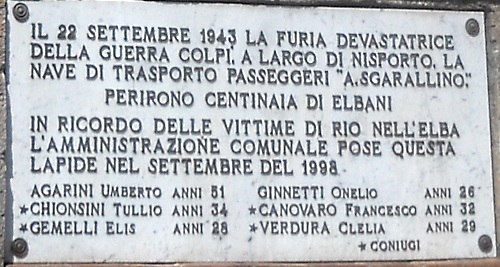 IL 22 SETTEMBRE 1943 LA FURIA DEVASTATRICE
DELLA GUERRA COLPÌ, A LARGO DI NISPORTO, LA
NAVE DI TRASPORTO PASSEGGERI "A.SGARALLINO."
PERIRONO CENTINAIA DI ELBANI
IN RICORDO DELLE VITTIME DI RIO NELL'ELBA
L'AMMINISTRAZIONE COMUNALE POSE QUESTA
LAPIDE NEL SETTEMBRE DEL 1998
AGARINI UMBERTO ANNI 51 GINNETTI ONELIO ANNI 26
★CHIONSINI TULLIO ANNI 34 ★CANOVARO FRANCESCO ANNI 32
★GEMELLI ELIS ANNI 28 ★VERDURA CLELIA ANNI 29
★ CONIUGI